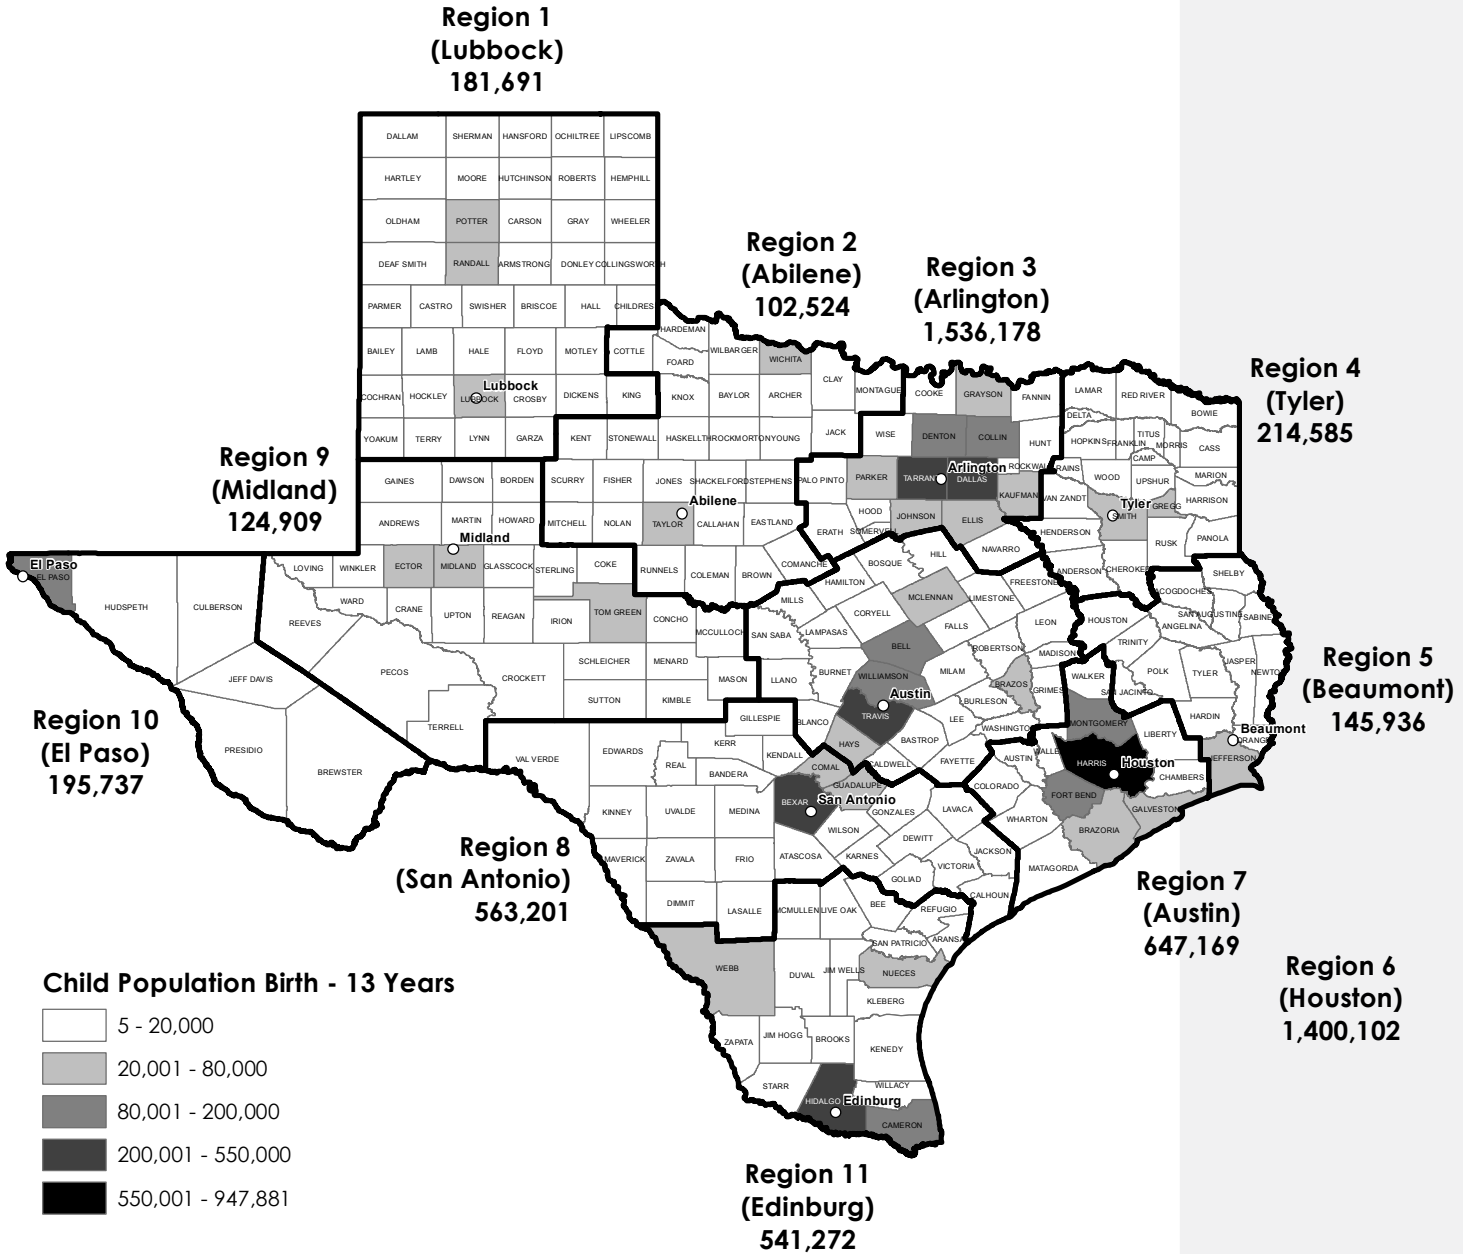 Region 1
(Lubbock)
181,691
Region 2
(Abilene)
102,524
Region 3
(Arlington)
1,536,178
Region 4
(Tyler)
214,585
Region 9
(Midland)
124,909
Region 10
(El Paso)
195,737
Region 5
(Beaumont)
145,936
Region 8
(San Antonio)
563,201
Region 7
(Austin)
647,169
Region 6
(Houston)
1,400,102
Region 11
(Edinburg)
541,272
DALLAM SHERMAN HANSFORD OCHILTREE LIPSCOMB
HARTLEY MOORE HUTCHINSON ROBERTS HEMPHILL
OLDHAM POTTER CARSON GRAY WHEELER
DEAF SMITH RANDALL ARMSTRONG DONLEY COLLINGSWORTH
PARMER CASTRO SWISHER BRISCOE HALL CHILDRES
HARDEMAN
BAILEY LAMB HALE FLOYD MOTLEY COTTLE FOARD WILBARGER WICHITA
CLAY MONTAGUE COOKE GRAYSON FANNIN LAMAR RED RIVER BOWIE
Lubbock
COCHRAN HOCKLEY LUBBOCK CROSBY DICKENS KING KNOX BAYLOR ARCHER
DELTA
YOAKUM TERRY LYNN GARZA KENT STONEWALL HASKELL THROCKMORTON YOUNG JACK WISE DENTON COLLIN HUNT HOPKINS FRANKLIN TITUS MORRIS CASS
CAMP
GAINES DAWSON BORDEN SCURRY FISHER JONES SHACKELFORD STEPHENS PALO PINTO PARKER TARRANT DALLAS ROCKWALL RAINS WOOD UPSHUR MARION
Arlington
KAUFMAN VAN ZANDT GREGG HARRISON
Abilene
Tyler
ANDREWS MARTIN HOWARD MITCHELL NOLAN TAYLOR CALLAHAN EASTLAND ERATH HOOD SOMERVELL JOHNSON ELLIS HENDERSON SMITH RUSK PANOLA
Midland
NAVARRO
El Paso
EL PASO HUDSPETH CULBERSON LOVING WINKLER ECTOR MIDLAND GLASSCOCK STERLING COKE RUNNELS COLEMAN BROWN COMANCHE BOSQUE HILL ANDERSON CHEROKEE SHELBY
HAMILTON FREESTONE
WARD CRANE UPTON REAGAN IRION TOM GREEN CONCHO MILLS CORYELL MCLENNAN LIMESTONE NACOGDOCHES
SAN AUGUSTINE SABINE
REEVES MCCULLOCH SAN SABA LAMPASAS FALLS LEON HOUSTON ANGELINA
BELL ROBERTSON MADISON TRINITY
JEFF DAVIS PECOS CROCKETT SCHLEICHER MENARD MASON LLANO BURNET WILLIAMSON MILAM BRAZOS GRIMES WALKER SAN JACINTO POLK TYLER JASPER NEWTON
SUTTON KIMBLE
Austin
TERRELL GILLESPIE BLANCO TRAVIS BURLESON LEE WASHINGTON MONTGOMERY HARDIN
Beaumont
PRESIDIO BREWSTER VAL VERDE EDWARDS KERR KENDALL HAYS BASTROP LIBERTY ORANGE
REAL BANDERA COMAL CALDWELL FAYETTE AUSTIN WALLER HARRIS JEFFERSON
Houston
GUADALUPE COLORADO FORT BEND CHAMBERS
San Antonio
KINNEY UVALDE MEDINA BEXAR GONZALES LAVACA WHARTON GALVESTON
WILSON BRAZORIA
DEWITT
MAVERICK ZAVALA FRIO ATASCOSA KARNES JACKSON
VICTORIA MATAGORDA
GOLIAD
DIMMIT LASALLE MCMULLEN LIVE OAK BEE CALHOUN
REFUGIO
SAN PATRICIO ARANSA
WEBB DUVAL JIM WELLS NUECES
KLEBERG
ZAPATA JIM HOGG BROOKS KENEDY
STARR HIDALGO WILLACY
Edinburg
CAMERON
Child Population Birth - 13 Years
5 - 20,000
20,001 - 80,000
80,001 - 200,000
200,001 - 550,000
550,001 - 947,881